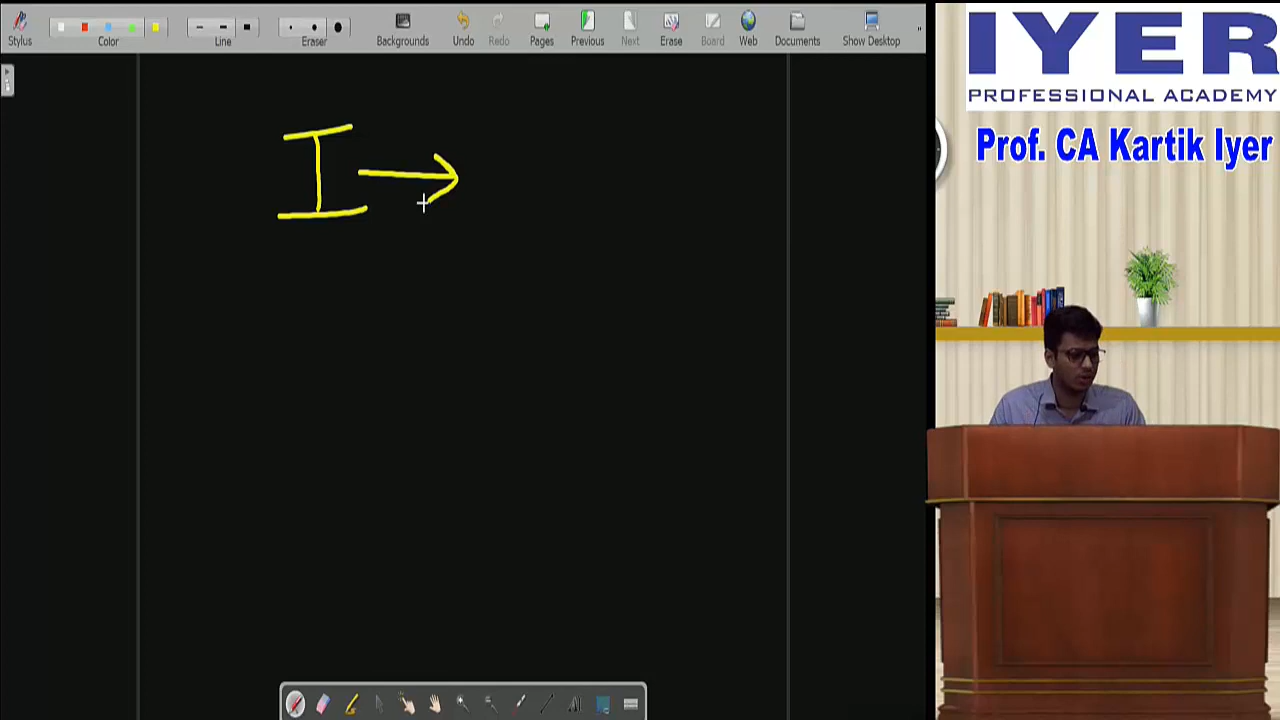 Stylus
Color
Line
Eraser
Backgrounds
Undo
Redo
Pages
Previous
Next
Erase
Board
Web
Documents
Show Desktop
IYER
PROFESSIONAL ACADEMY
Prof. CA Kartik Iyer
I →